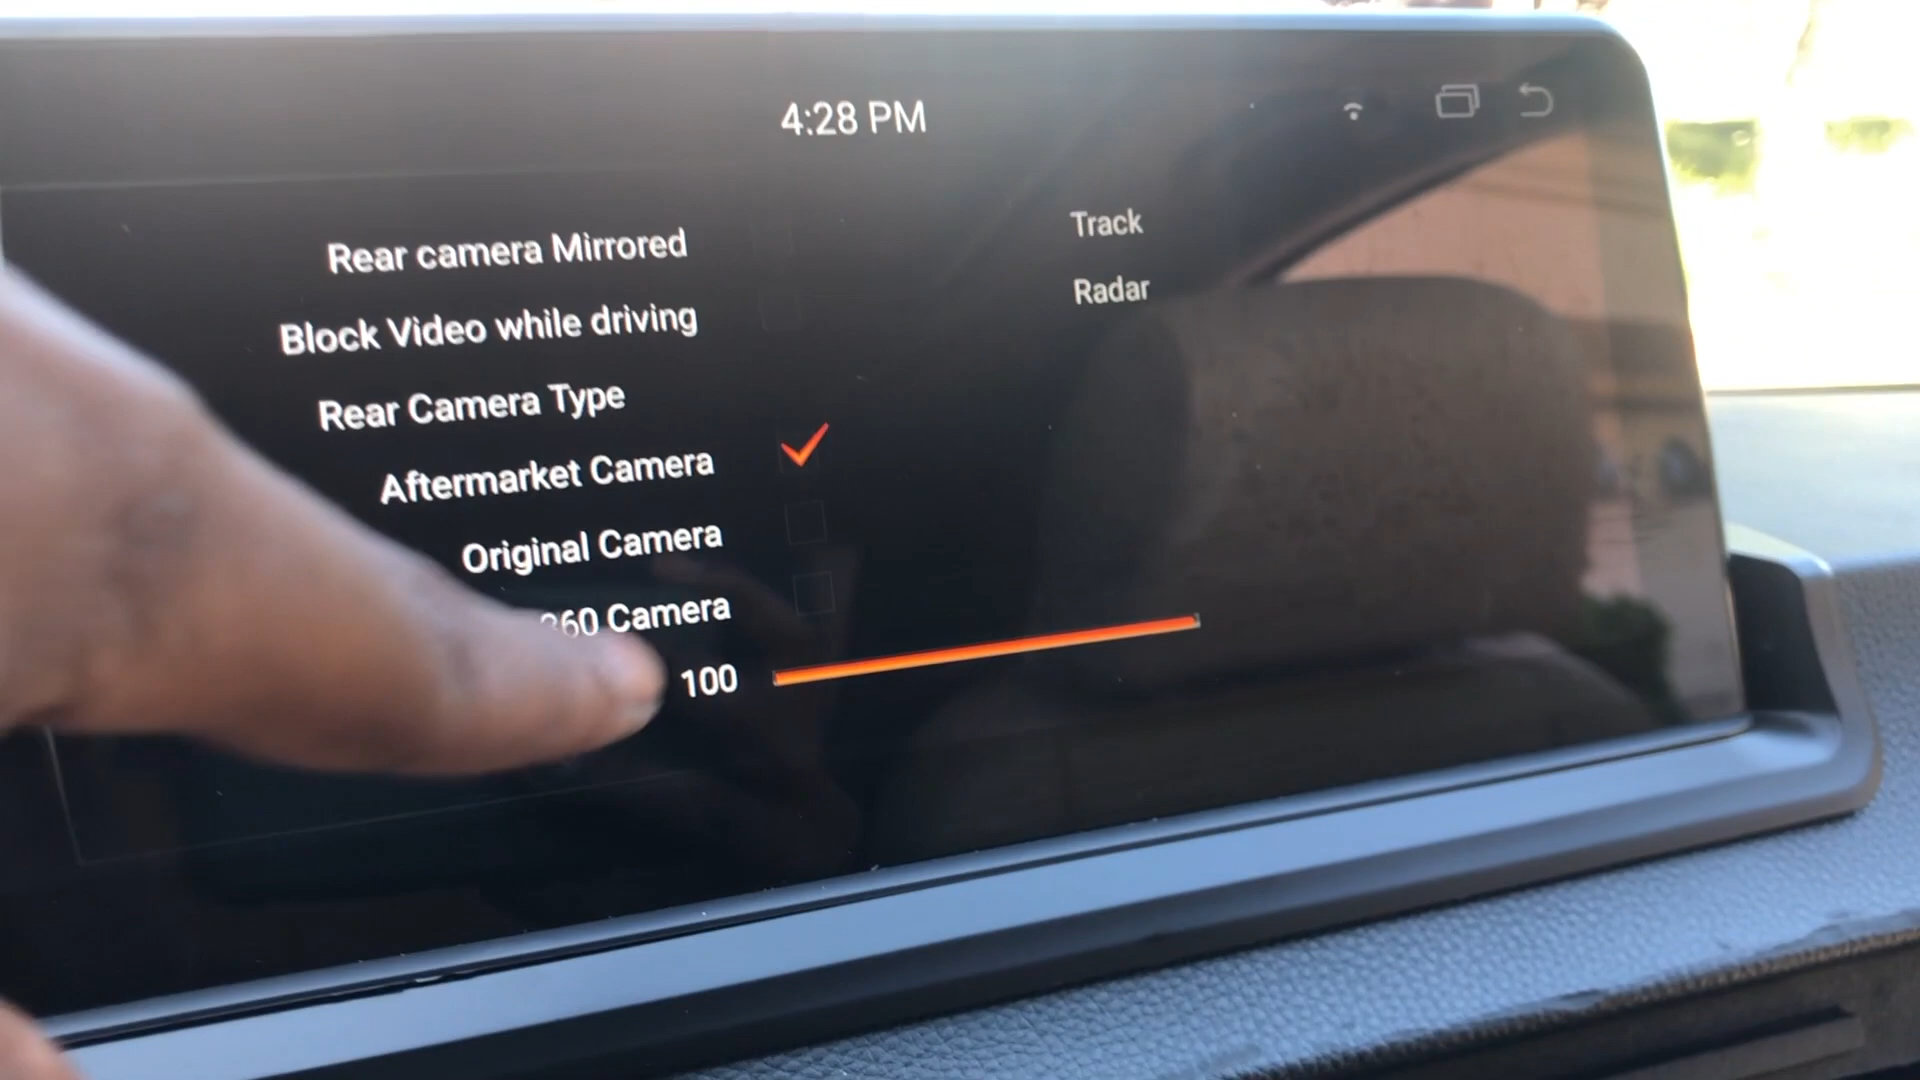 4:28 PM
Rear camera Mirrored
Track
Block Video while driving
Radar
Rear Camera Type
Aftermarket Camera
Original Camera
360 Camera
100